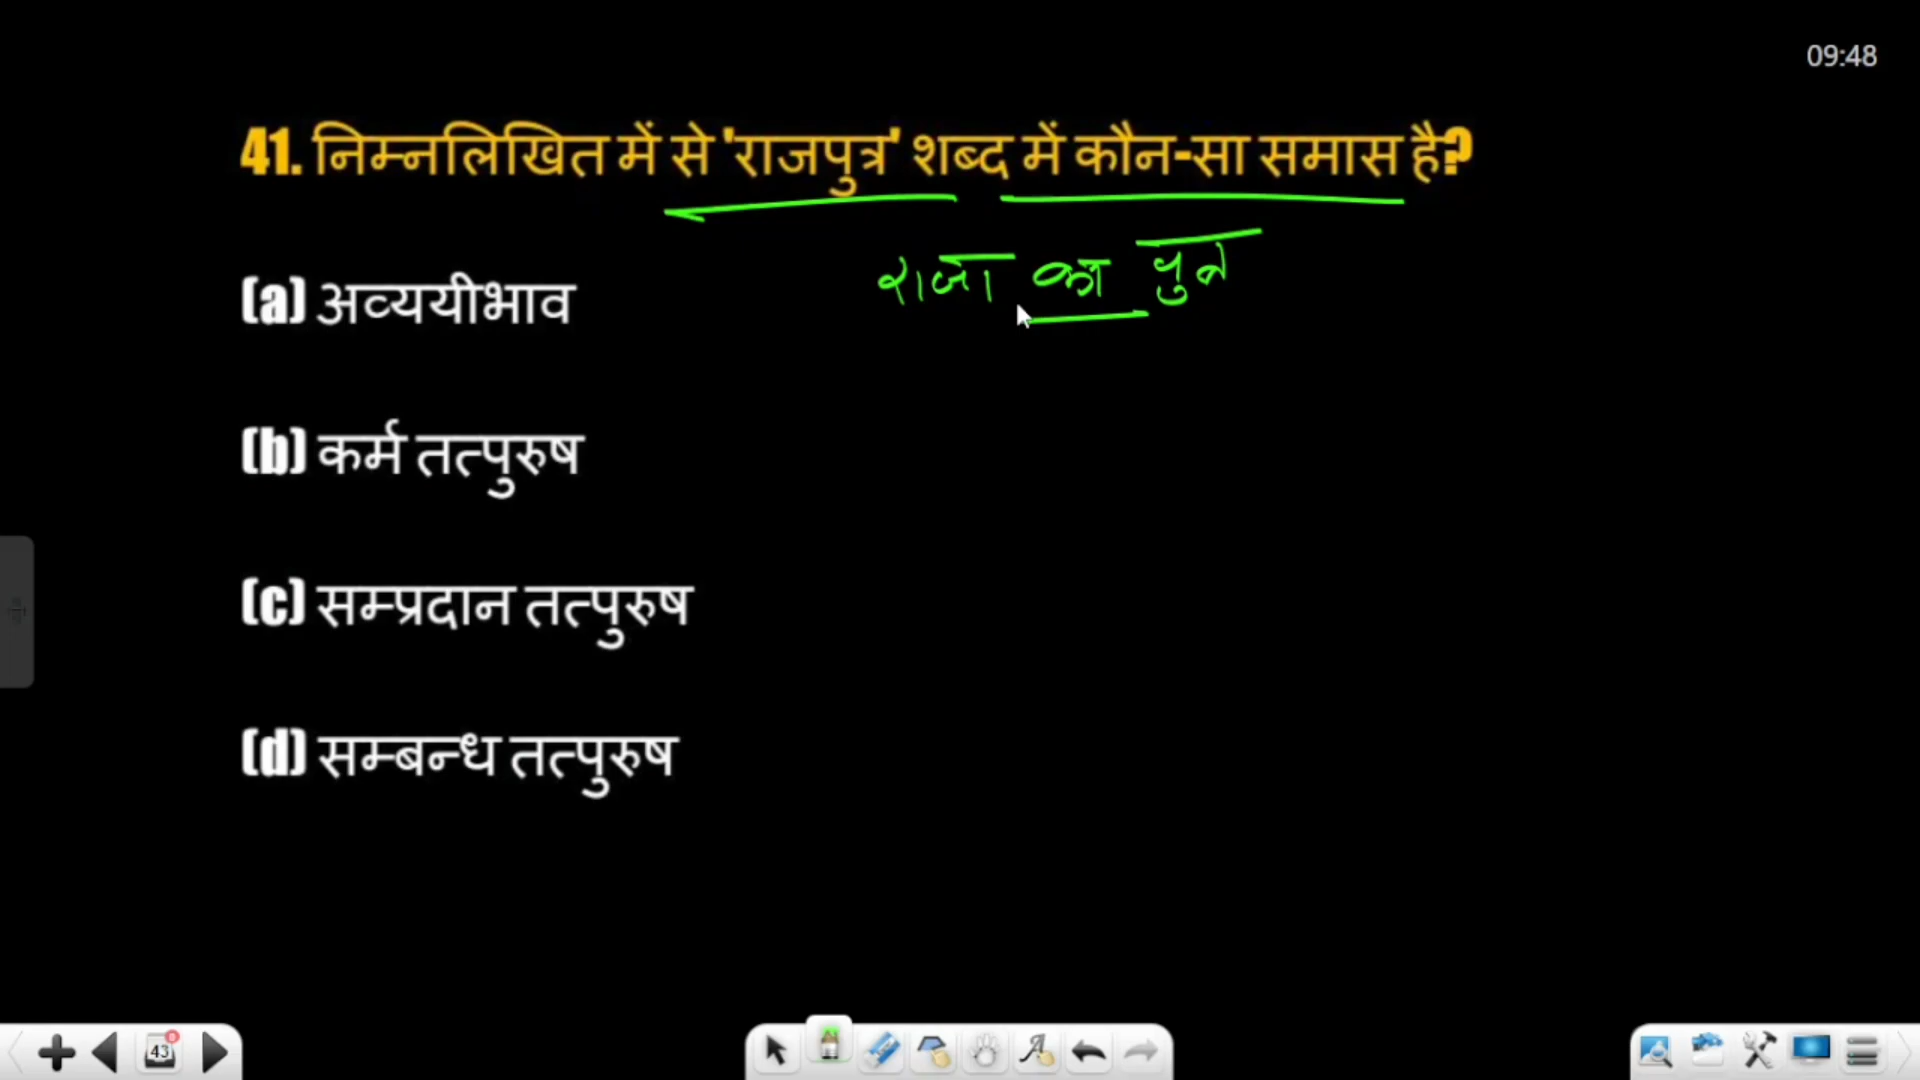 09:48
41. निम्नलिखित में से 'राजपुत्र' शब्द में कौन-सा समास है?
राजा का पुत्र
(a) अव्ययीभाव
(b) कर्म तत्पुरुष
(c) सम्प्रदान तत्पुरुष
(d) सम्बन्ध तत्पुरुष
43